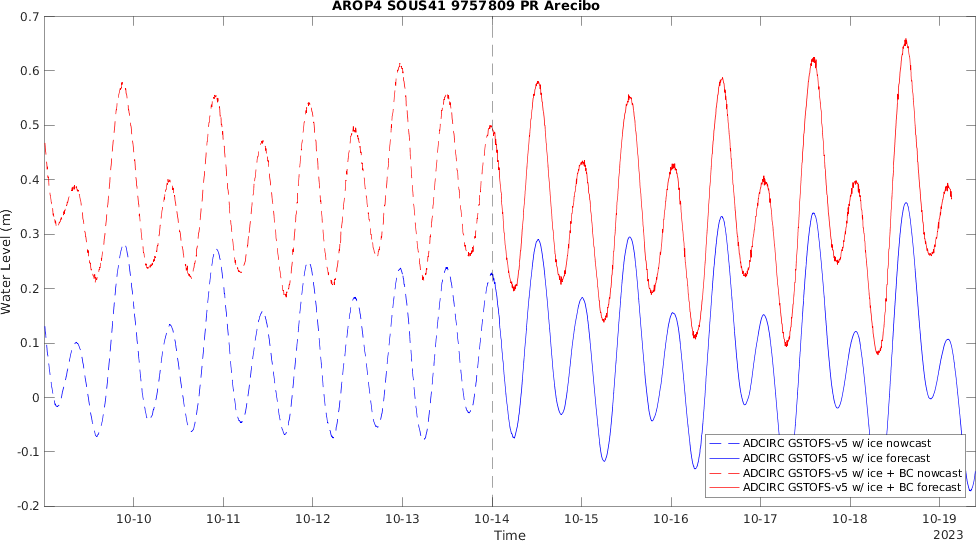 AROP4 SOUS41 9757809 PR Arecibo
0.7
0.6
0.5
0.4
0.3
0.2
0.1
0
-0.1
-0.2
Water Level (m)
ADCIRC GSTOFS-v5 w/ ice nowcast
ADCIRC GSTOFS-v5 w/ ice forecast
ADCIRC GSTOFS-v5 w/ ice + BC nowcast
ADCIRC GSTOFS-v5 w/ ice + BC forecast
10-10 10-11 10-12 10-13 10-14 10-15 10-16 10-17 10-18 10-19
Time
2023